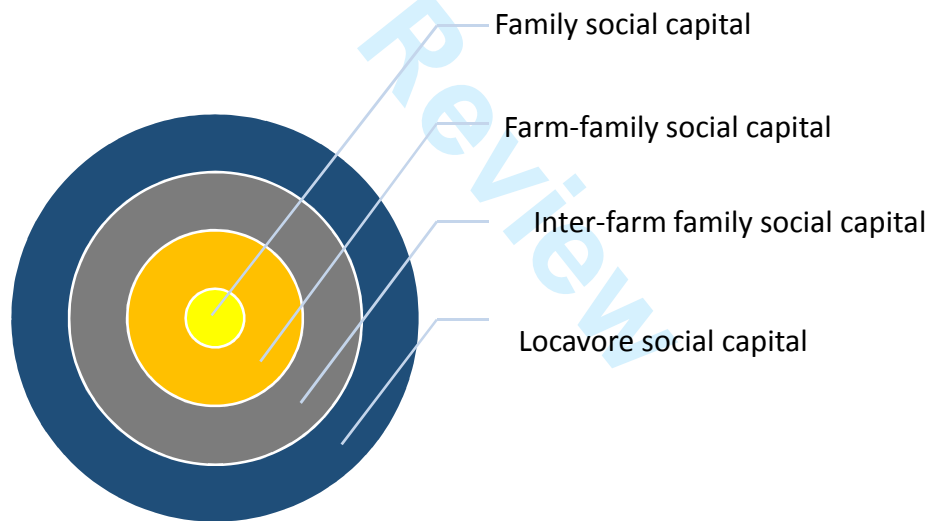 Family social capital
Farm-family social capital
Inter-farm family social capital
Locavore social capital
Review